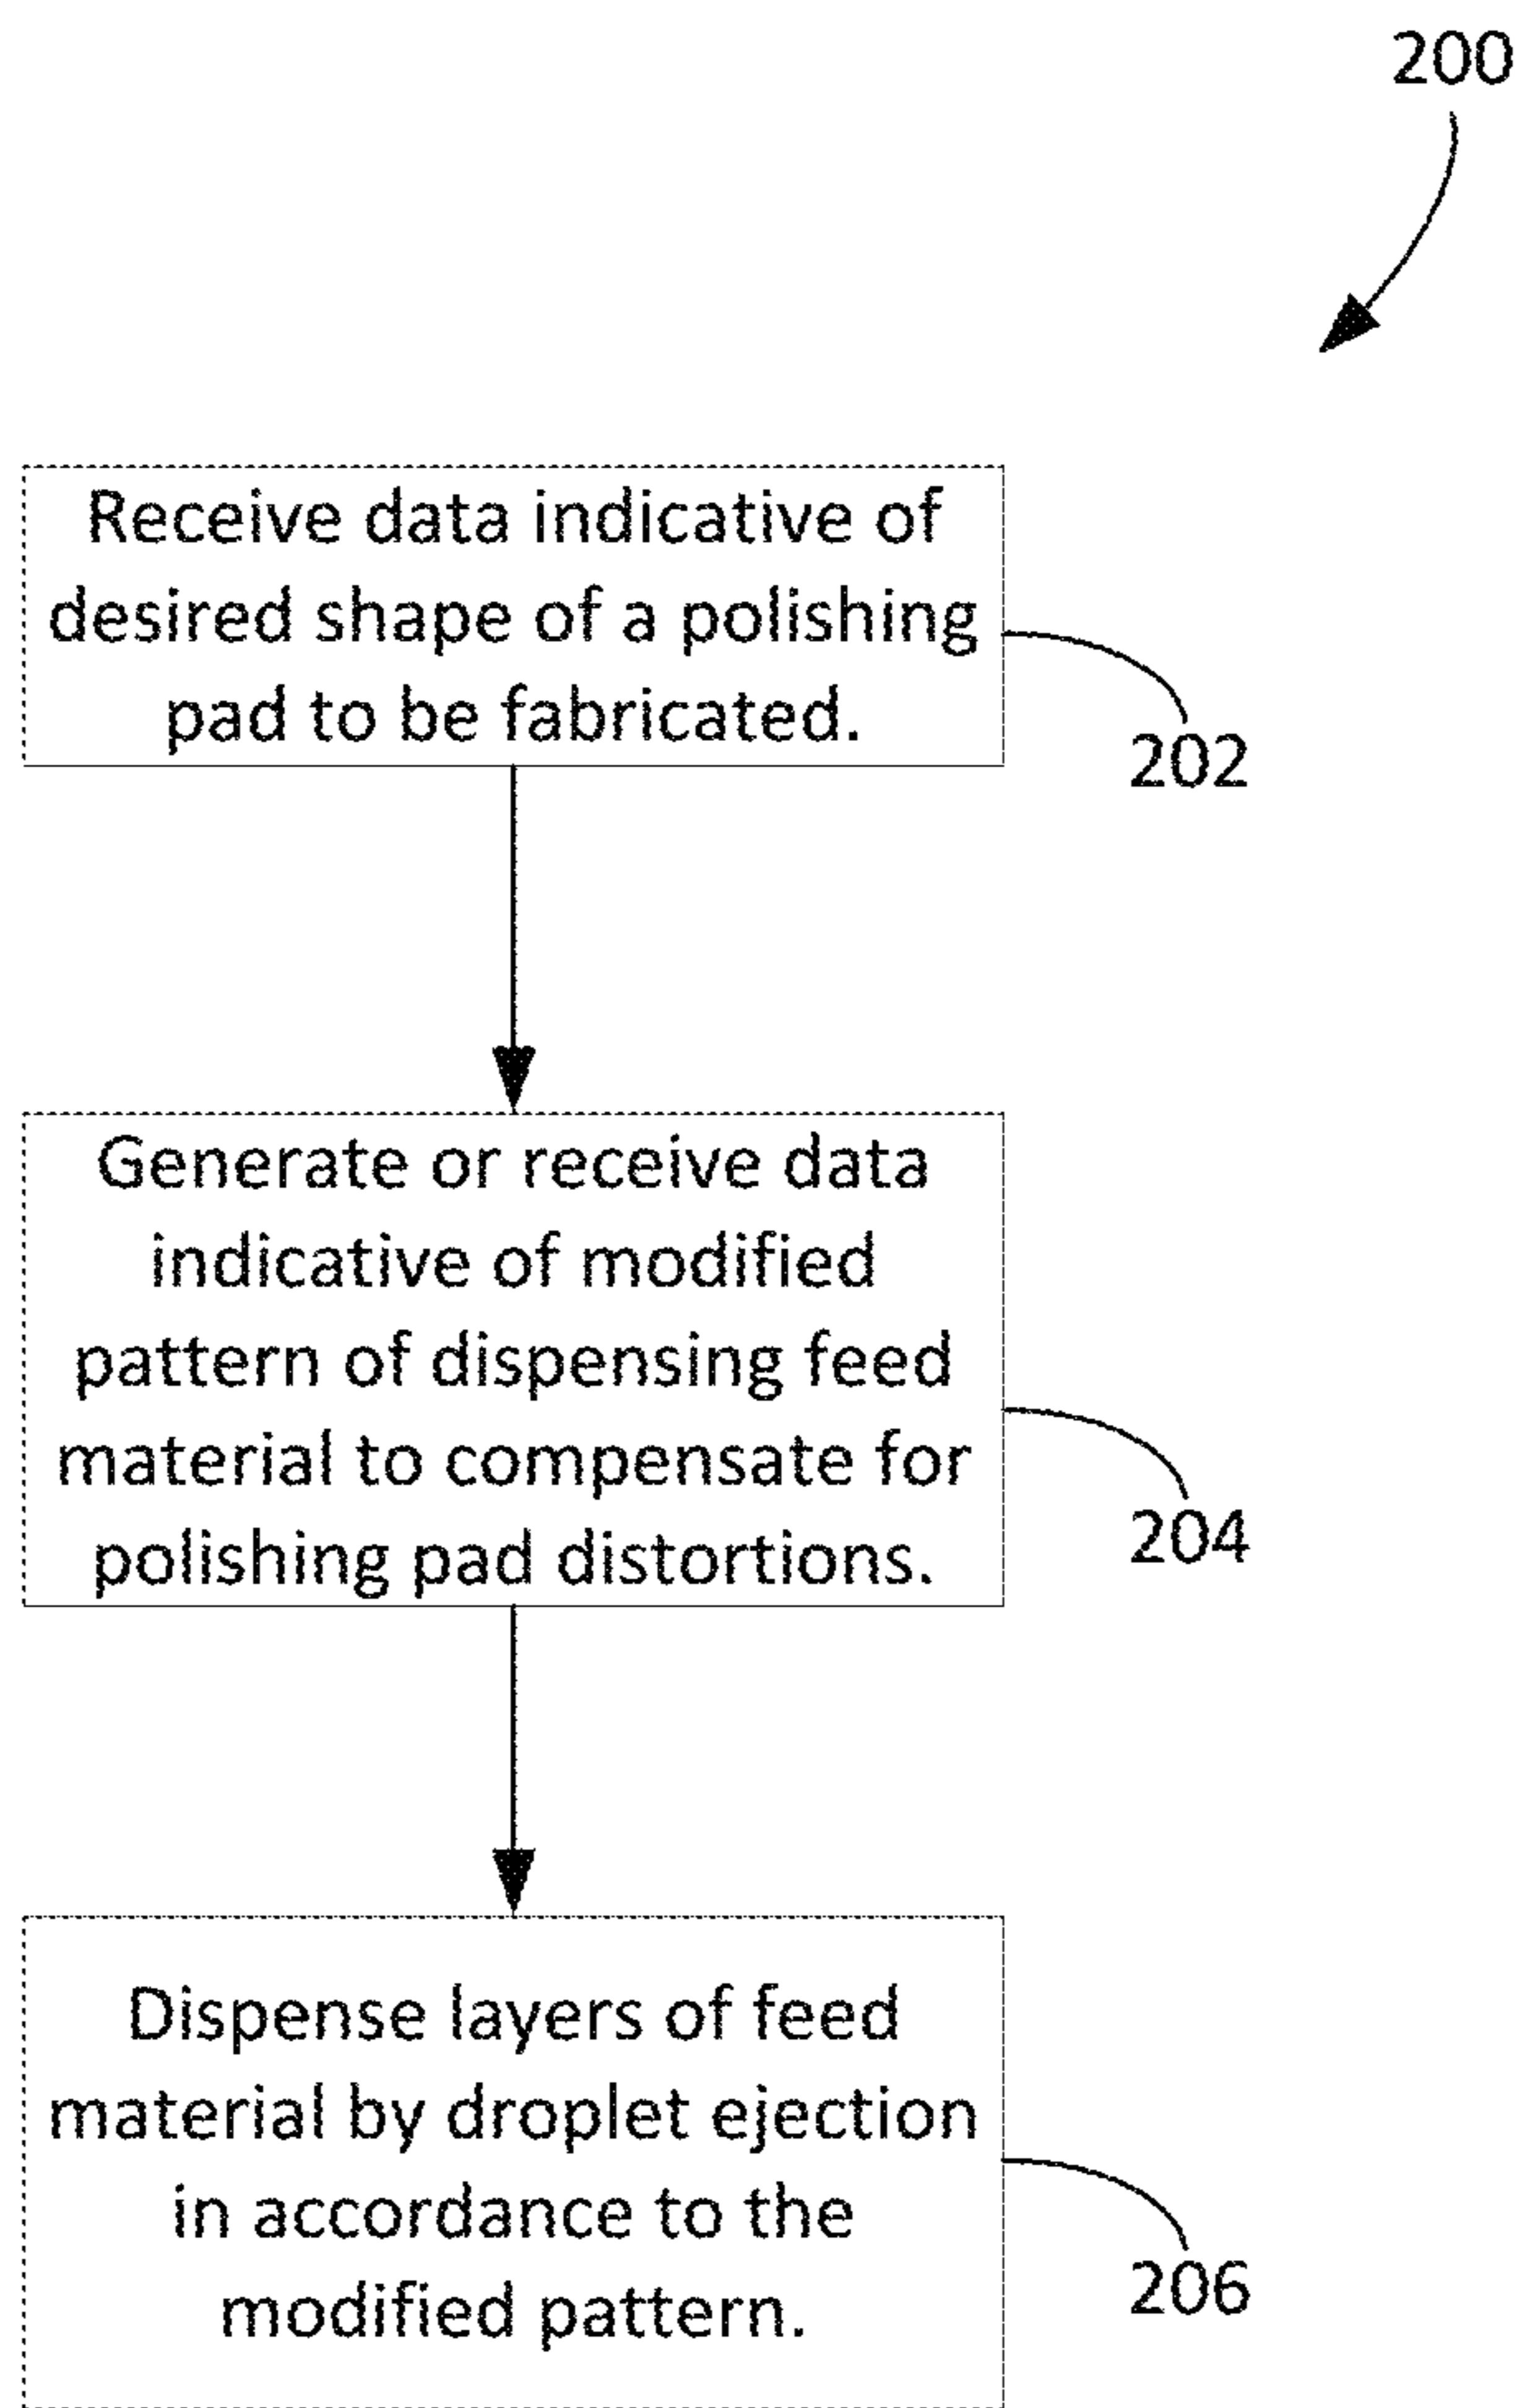 200
Receive data indicative of
desired shape of a polishing
pad to be fabricated.
202
Generate or receive data
indicative of modified
pattern of dispensing feed
material to compensate for
polishing pad distortions.
204
Dispense layers of feed
material by droplet ejection
in accordance to the
modified pattern.
206